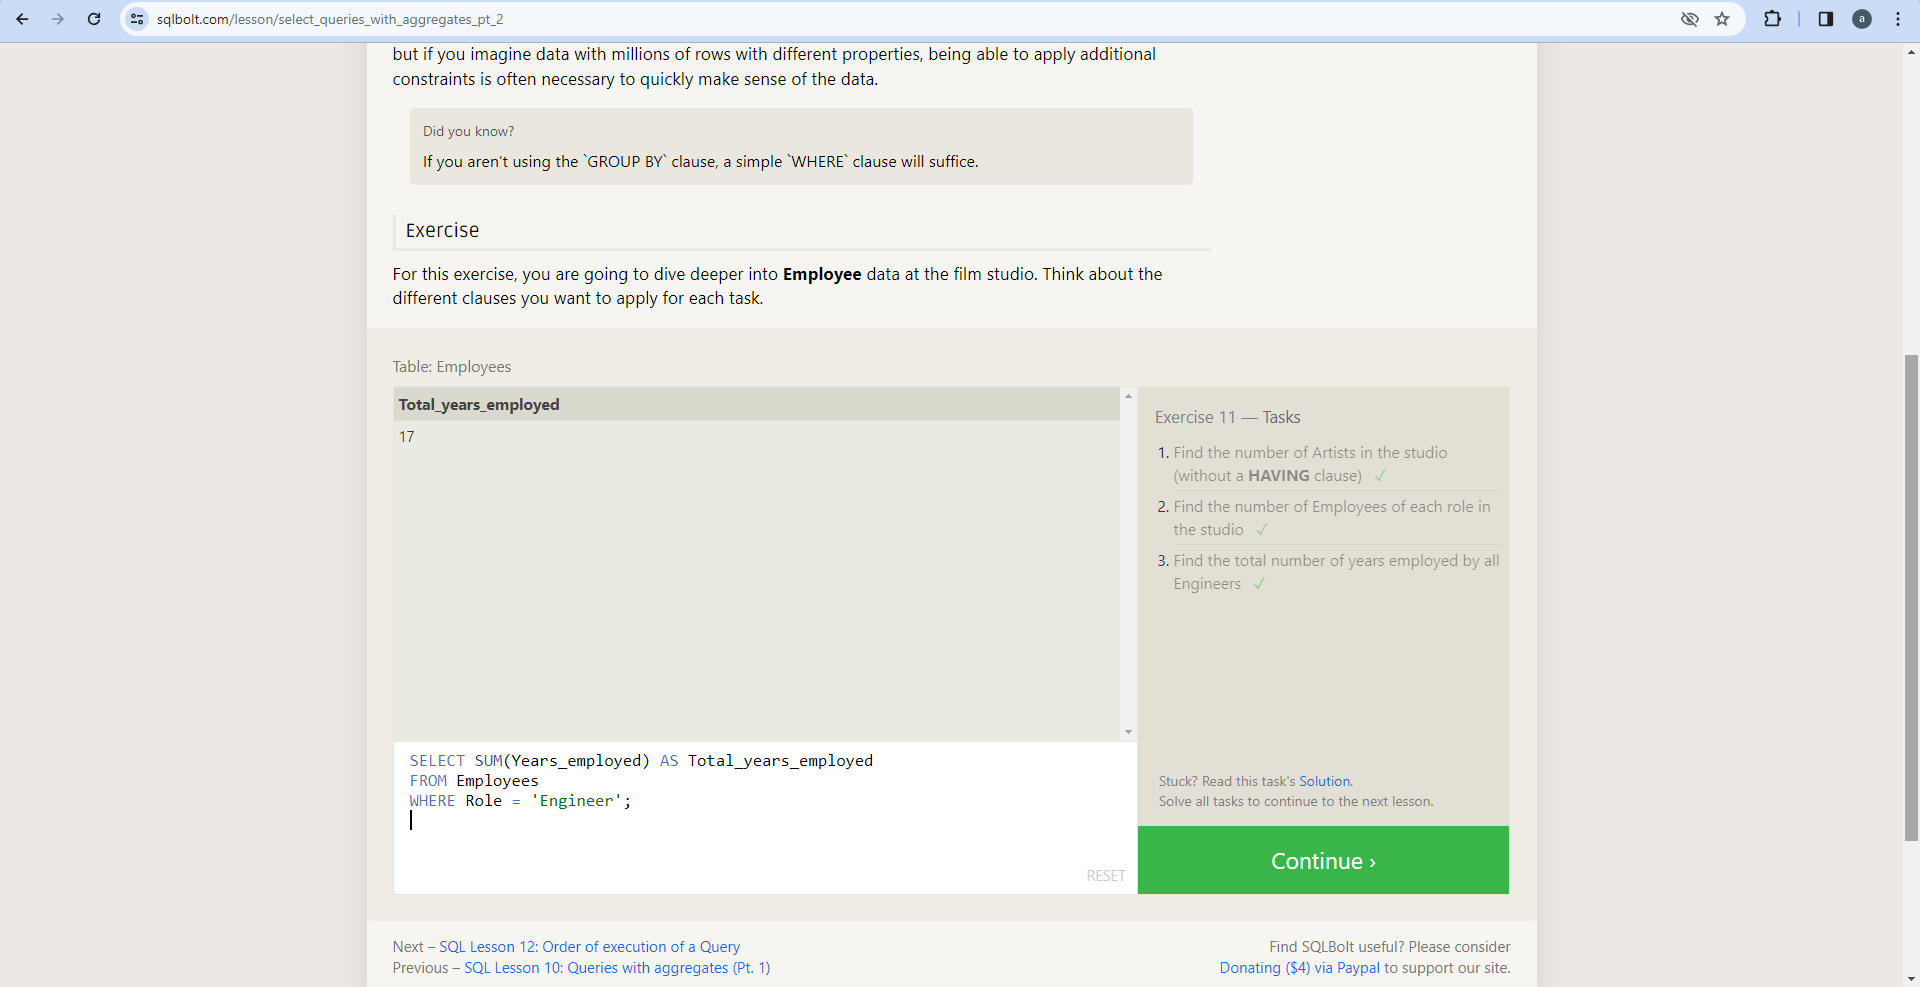 sqlbolt.com/lesson/select_queries_with_aggregates_pt_2
a
but if you imagine data with millions of rows with different properties, being able to apply additional
constraints is often necessary to quickly make sense of the data.
Did you know?
If you aren't using the `GROUP BY` clause, a simple `WHERE` clause will suffice.
Exercise
For this exercise, you are going to dive deeper into Employee data at the film studio. Think about the
different clauses you want to apply for each task.
Table: Employees
Total_years_employed
17
Exercise 11 — Tasks
1. Find the number of Artists in the studio
(without a HAVING clause) ✓
2. Find the number of Employees of each role in
the studio ✓
3. Find the total number of years employed by all
Engineers ✓
SELECT SUM(Years_employed) AS Total_years_employed
FROM Employees
WHERE Role = 'Engineer';
RESET
Stuck? Read this task's Solution.
Solve all tasks to continue to the next lesson.
Continue ›
Next – SQL Lesson 12: Order of execution of a Query
Previous – SQL Lesson 10: Queries with aggregates (Pt. 1)
Find SQLBolt useful? Please consider
Donating ($4) via Paypal to support our site.